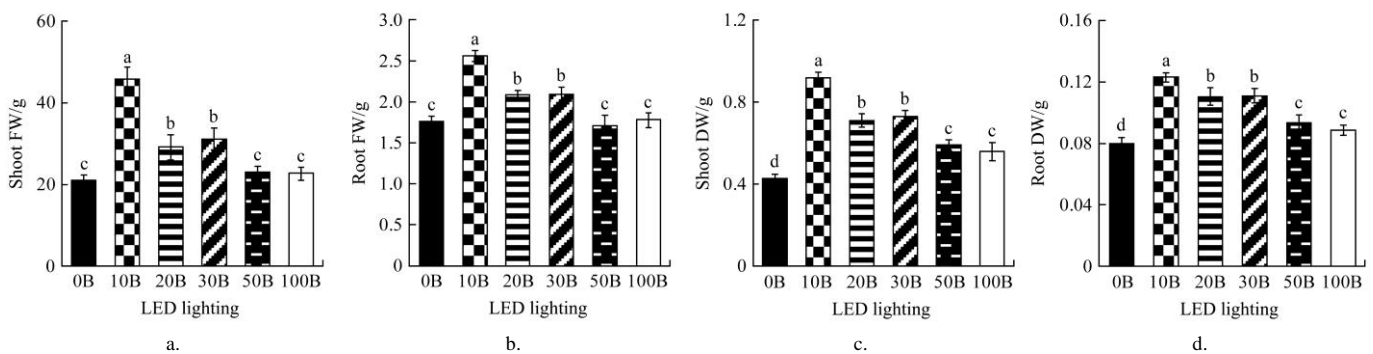 60
40
20
0
Shoot FW/g
c
a
b
b
c
c
0B 10B 20B 30B 50B 100B
LED lighting
a.
3.0
2.5
2.0
1.5
1.0
0.5
0
Root FW/g
c
a
b
b
c
c
0B 10B 20B 30B 50B 100B
LED lighting
b.
1.2
0.8
0.4
0
Shoot DW/g
d
a
b
b
c
c
0B 10B 20B 30B 50B 100B
LED lighting
c.
0.16
0.12
0.08
0.04
0
Root DW/g
d
a
b
b
c
c
0B 10B 20B 30B 50B 100B
LED lighting
d.